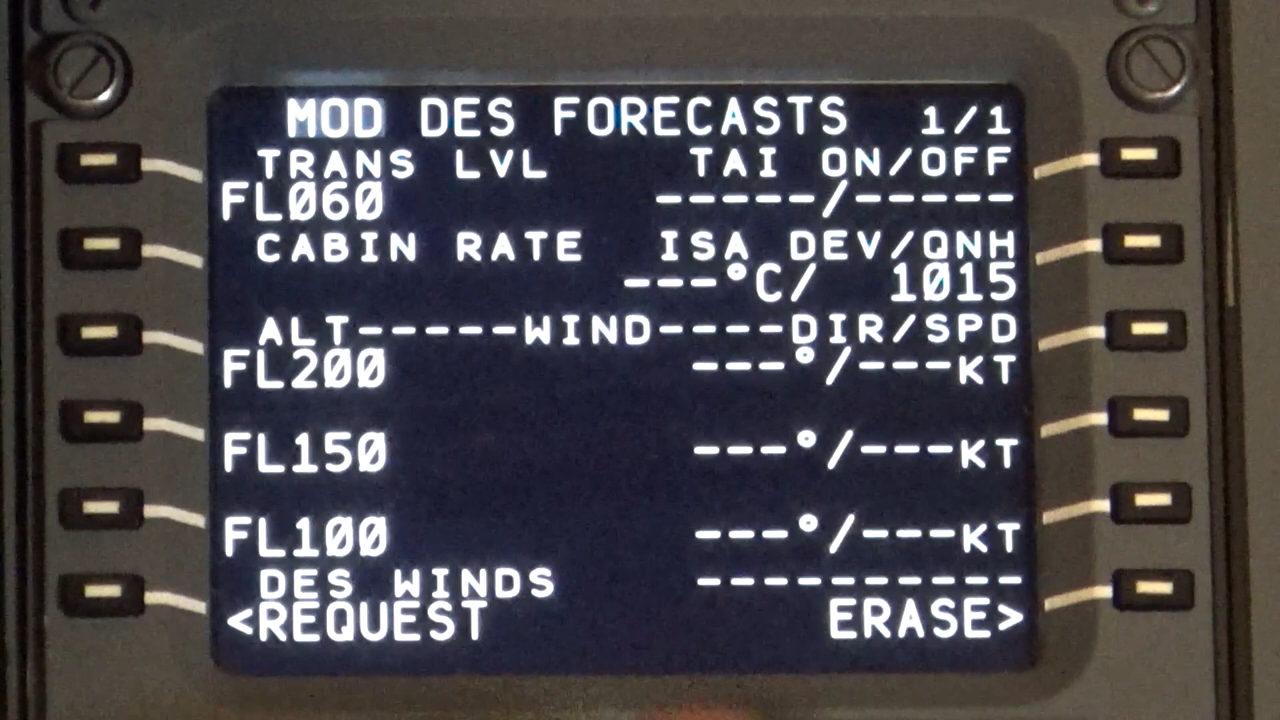 MOD DES FORECASTS 1/1
TRANS LVL TAI ON/OFF
FL060 -----/-----
CABIN RATE ISA DEV/QNH
---°C/ 1015
ALT-----WIND----DIR/SPD
FL200 ---°/---KT
FL150 ---°/---KT
FL100 ---°/---KT
DES WINDS ----------
<REQUEST ERASE>